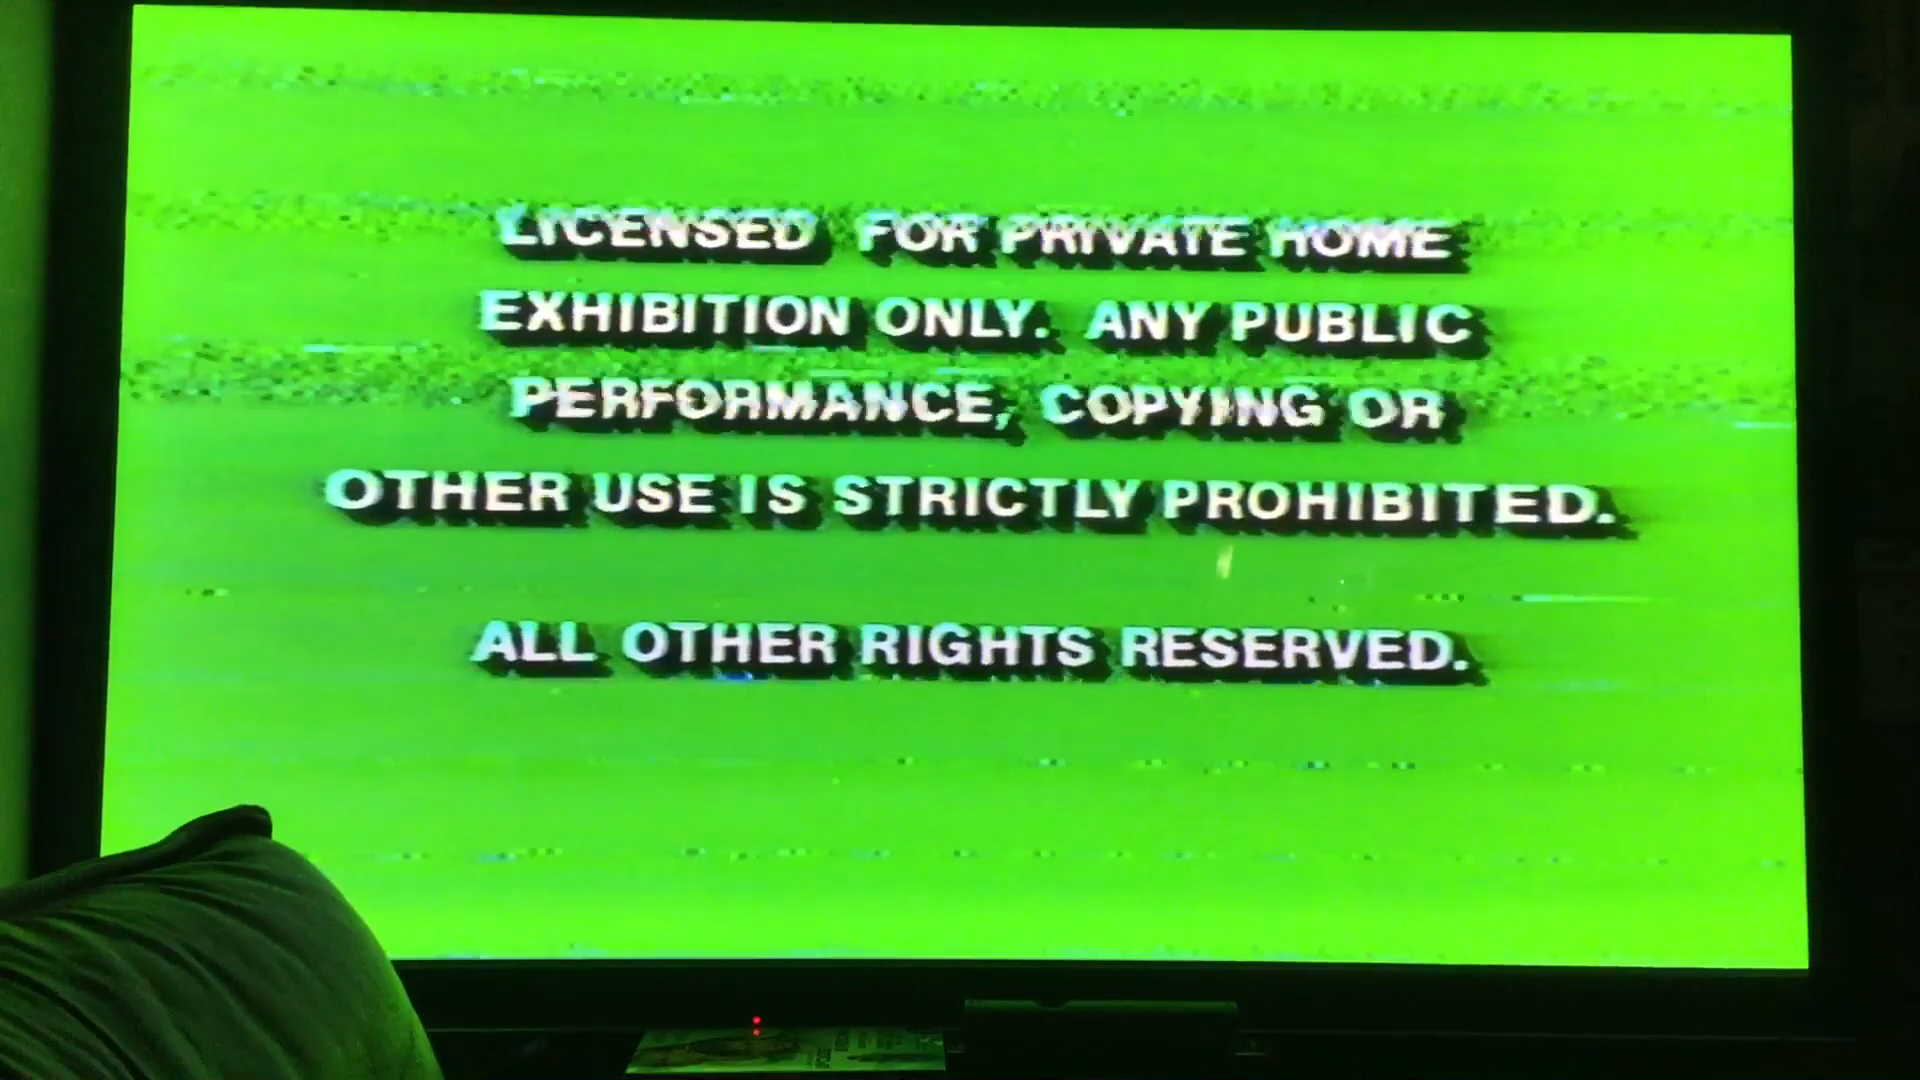 LICENSED FOR PRIVATE HOME
EXHIBITION ONLY. ANY PUBLIC
PERFORMANCE, COPYING OR
OTHER USE IS STRICTLY PROHIBITED.
ALL OTHER RIGHTS RESERVED.